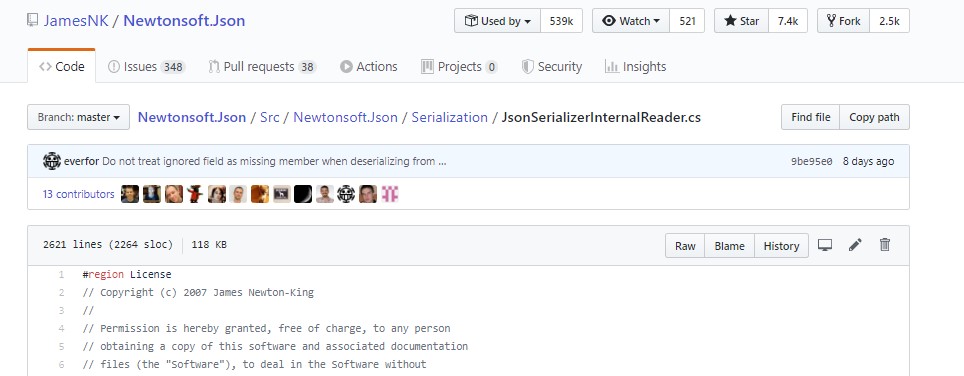 JamesNK / Newtonsoft.Json
Used by 539k Watch 521 Star 7.4k Fork 2.5k
Code Issues 348 Pull requests 38 Actions Projects 0 Security Insights
Branch: master Newtonsoft.Json / Src / Newtonsoft.Json / Serialization / JsonSerializerInternalReader.cs Find file Copy path
everfor Do not treat ignored field as missing member when deserializing from ... 9be95e0 8 days ago
13 contributors
2621 lines (2264 sloc) 118 KB Raw Blame History
1 #region License
2 // Copyright (c) 2007 James Newton-King
3 //
4 // Permission is hereby granted, free of charge, to any person
5 // obtaining a copy of this software and associated documentation
6 // files (the "Software"), to deal in the Software without